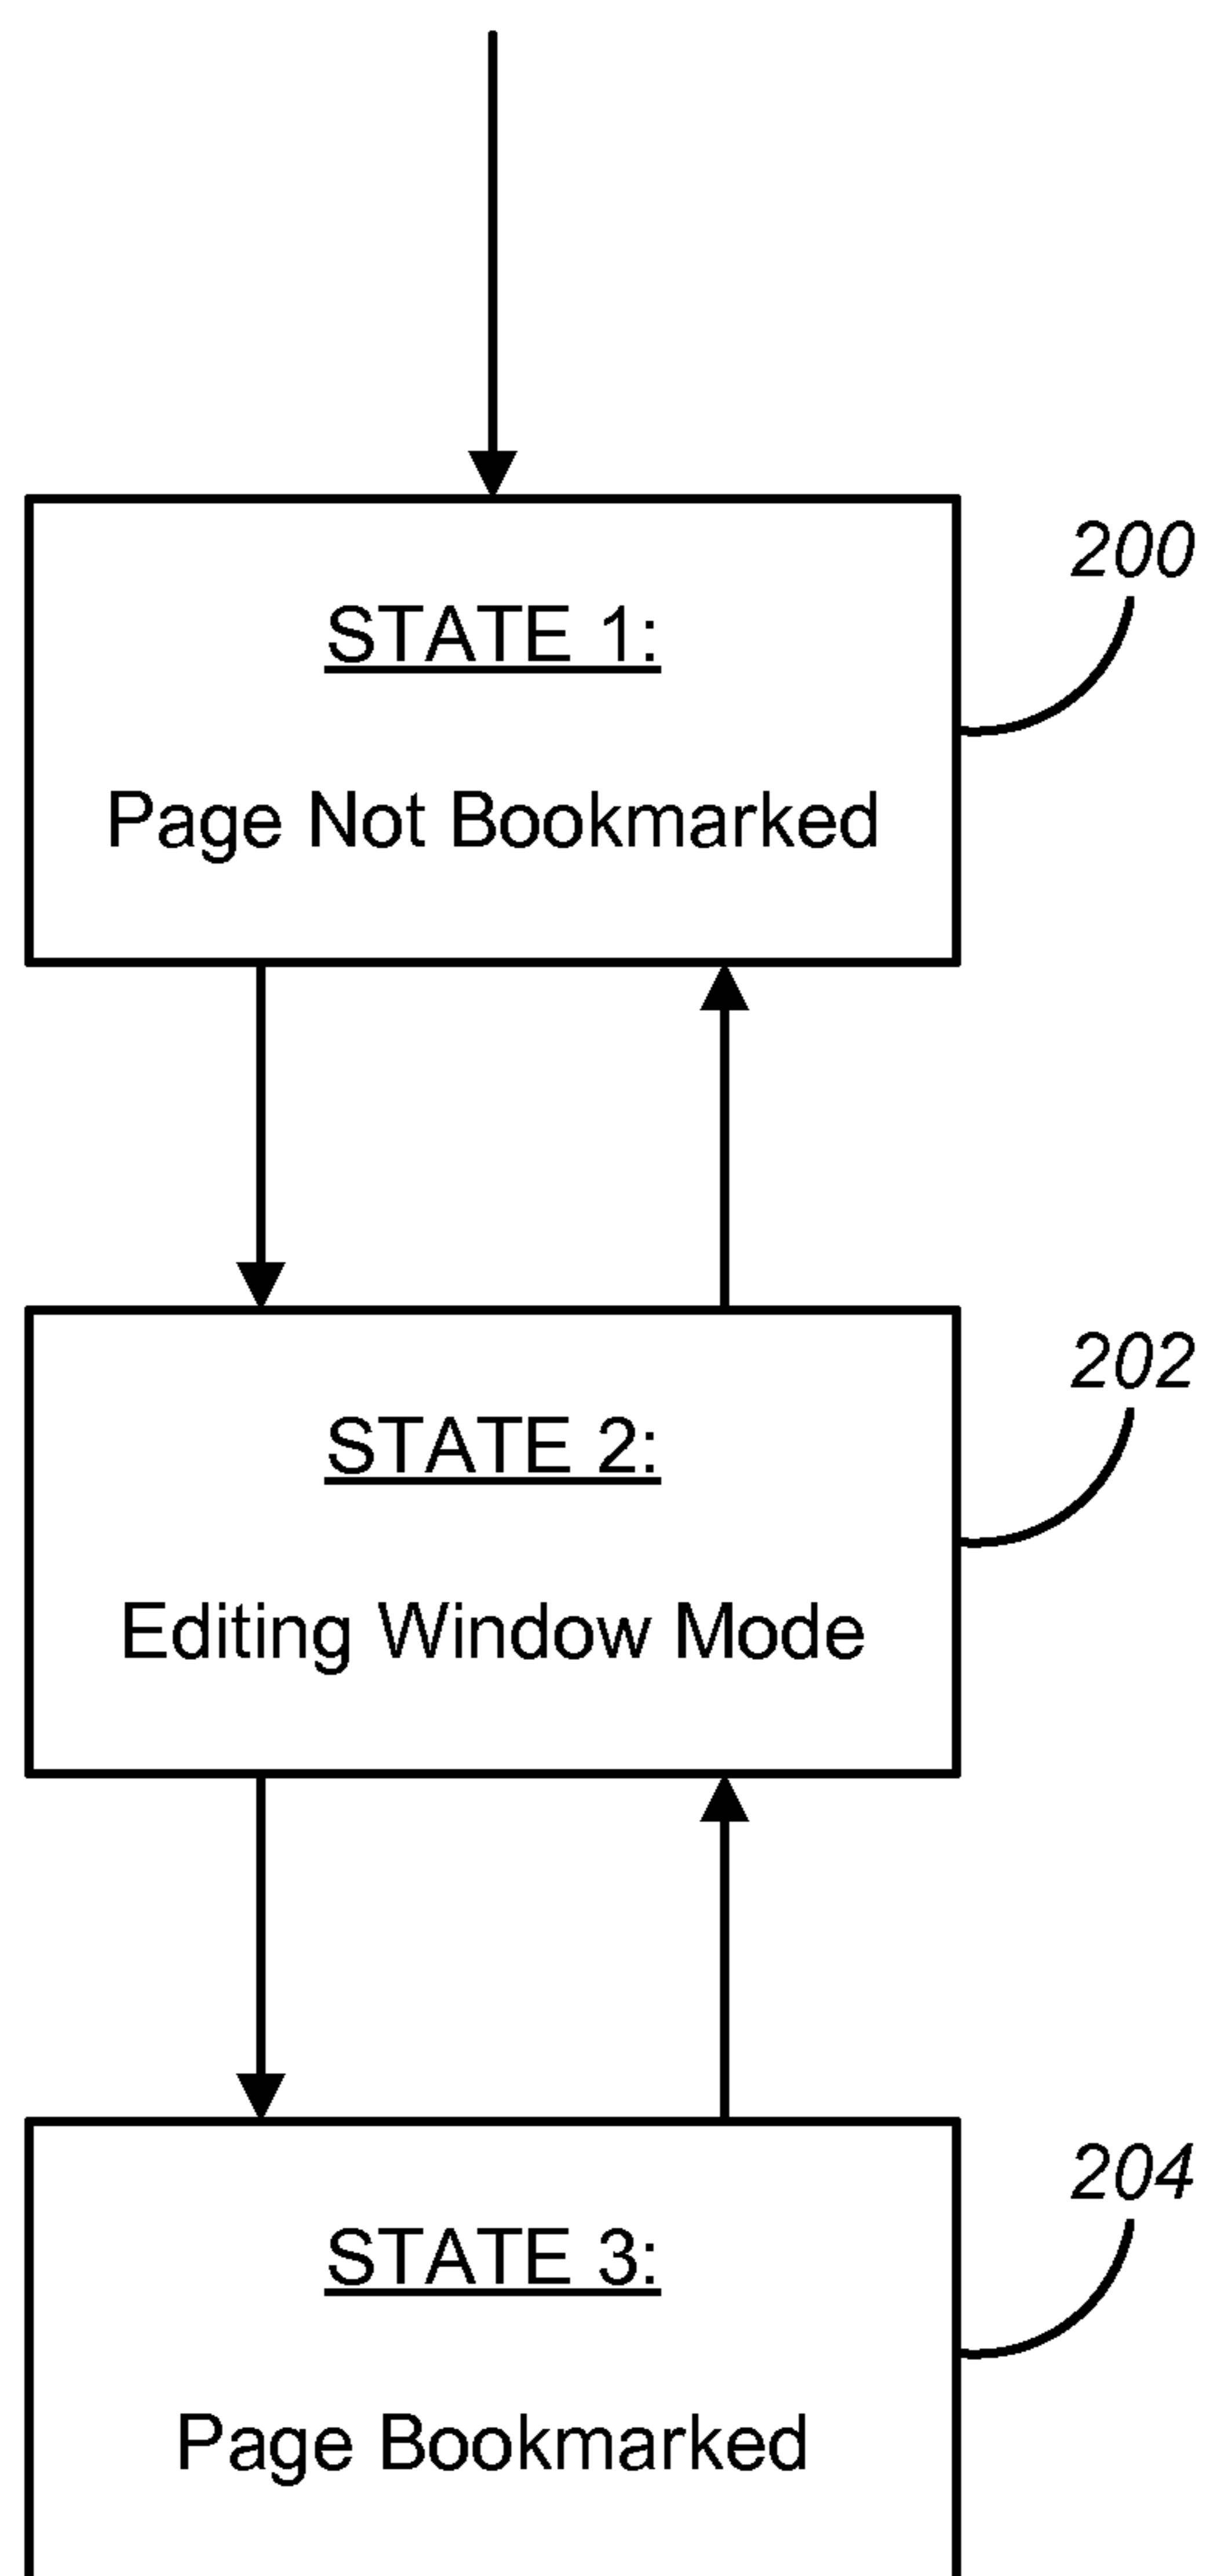 200
STATE 1:
Page Not Bookmarked
202
STATE 2:
Editing Window Mode
204
STATE 3:
Page Bookmarked